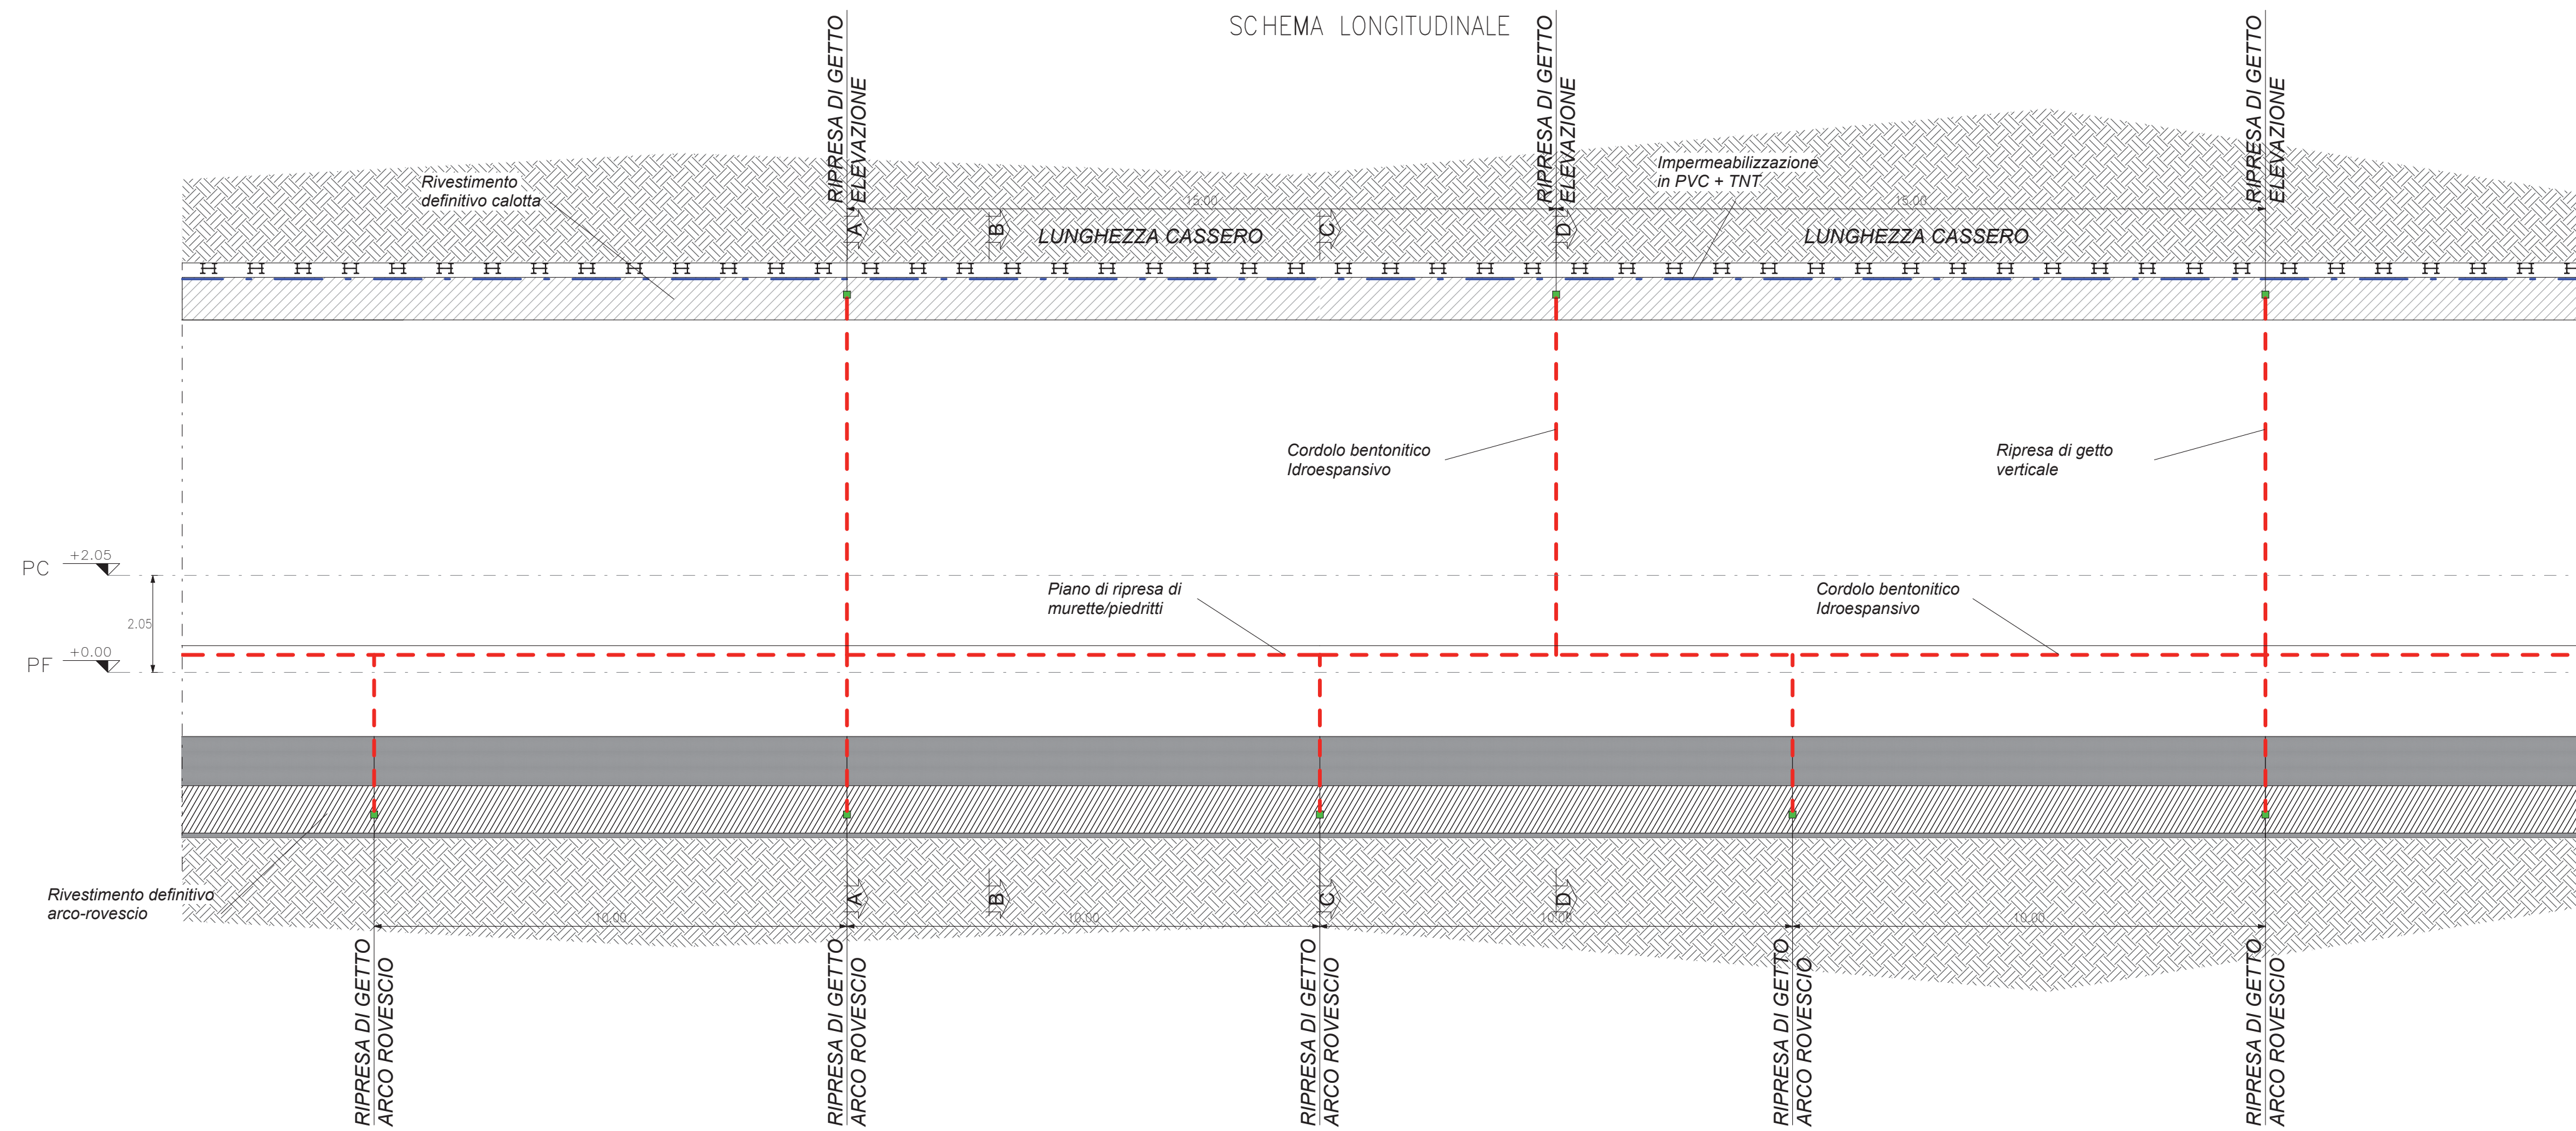 SCHEMA LONGITUDINALE
RIPRESA DI GETTO
ELEVAZIONE
RIPRESA DI GETTO
ELEVAZIONE
RIPRESA DI GETTO
ELEVAZIONE
Rivestimento
definitivo calotta
Impermeabilizzazione
in PVC + TNT
15.00
15.00
A
B
LUNGHEZZA CASSERO
C
D
LUNGHEZZA CASSERO
Cordolo bentonitico
Idroespansivo
Ripresa di getto
verticale
PC
+2.05
2.05
PF
+0.00
Piano di ripresa di
murette/piedritti
Cordolo bentonitico
Idroespansivo
Rivestimento definitivo
arco-rovescio
A
B
C
D
10.00
10.00
10.00
10.00
RIPRESA DI GETTO
ARCO ROVESCIO
RIPRESA DI GETTO
ARCO ROVESCIO
RIPRESA DI GETTO
ARCO ROVESCIO
RIPRESA DI GETTO
ARCO ROVESCIO
RIPRESA DI GETTO
ARCO ROVESCIO